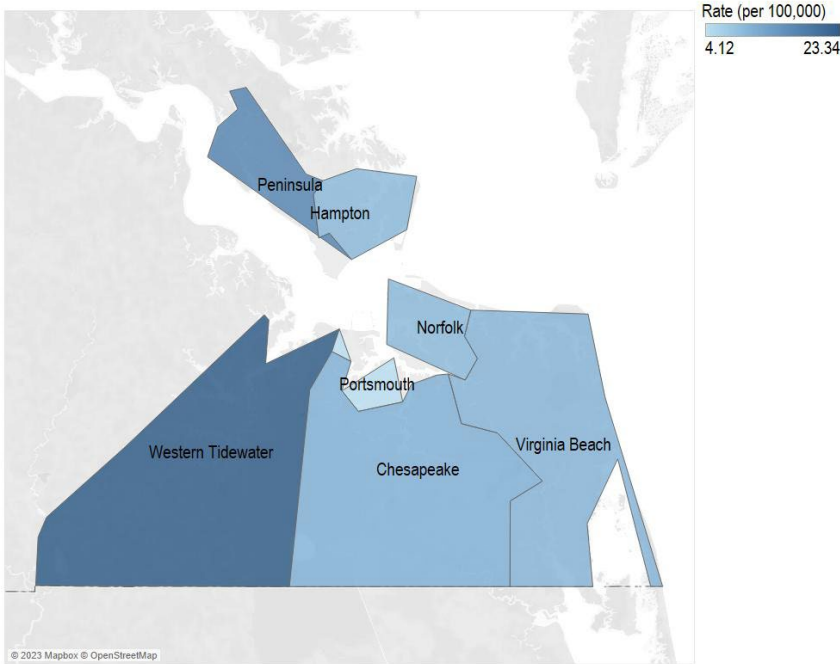 Rate (per 100,000)
4.12 23.34
Peninsula
Hampton
Norfolk
Portsmouth
Virginia Beach
Western Tidewater
Chesapeake
© 2023 Mapbox © OpenStreetMap